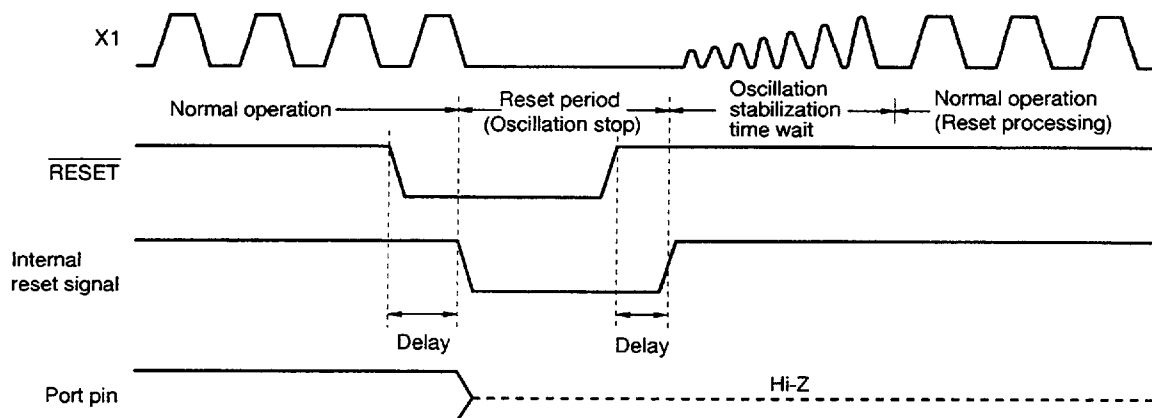 X1
Normal operation
Reset period
(Oscillation stop)
Oscillation
stabilization
time wait
Normal operation
(Reset processing)
RESET
Internal
reset signal
Delay
Delay
Port pin
Hi-Z